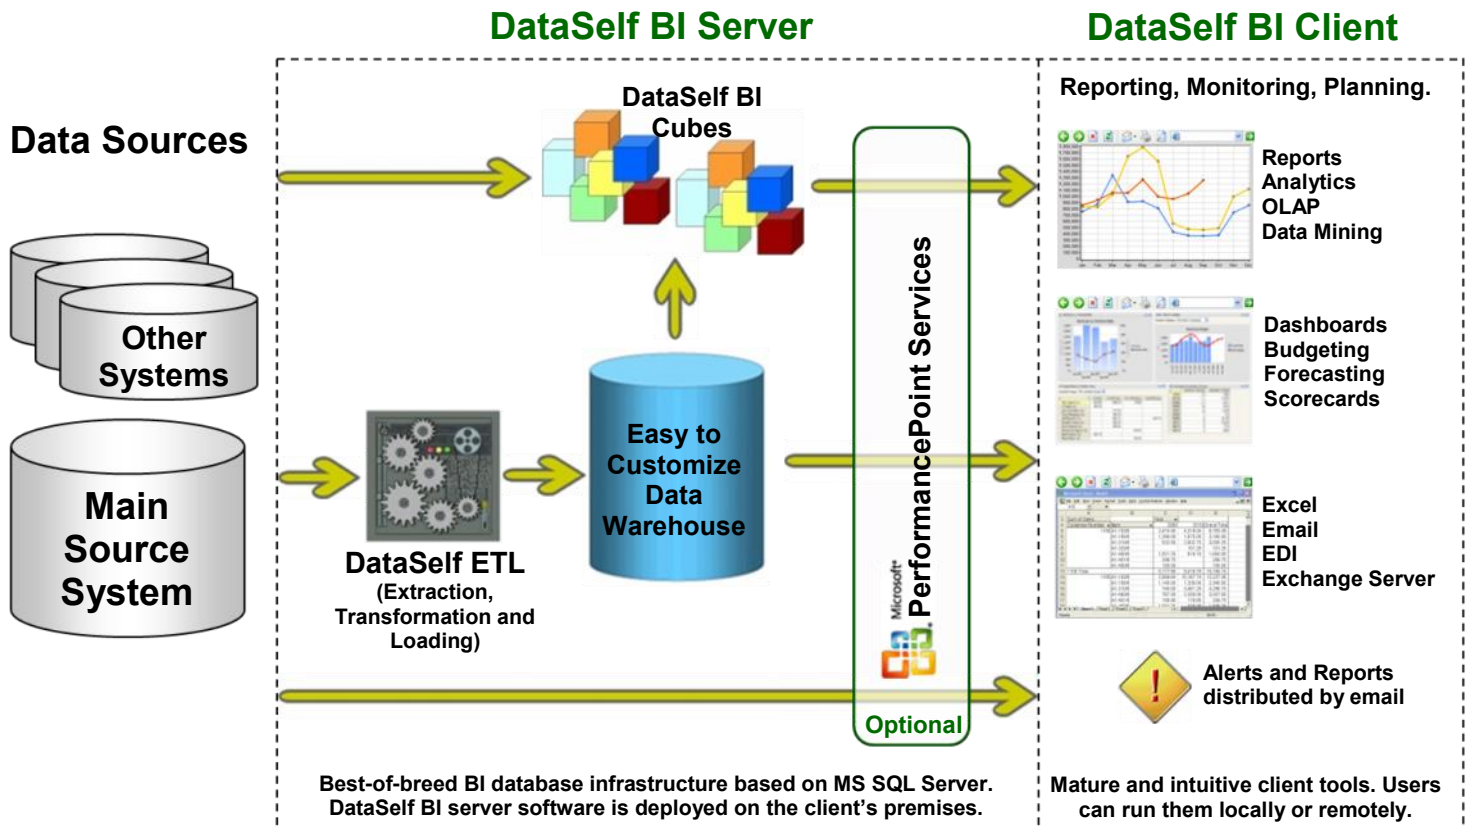 DataSelf BI Server
DataSelf BI Client
Data Sources
Other
Systems
Main
Source
System
DataSelf BI
Cubes
DataSelf ETL
(Extraction,
Transformation and
Loading)
Easy to
Customize
Data
Warehouse
Microsoft®
PerformancePoint Services
Optional
Best-of-breed BI database infrastructure based on MS SQL Server.
DataSelf BI server software is deployed on the client’s premises.
Reporting, Monitoring, Planning.
Reports
Analytics
OLAP
Data Mining
Dashboards
Budgeting
Forecasting
Scorecards
Excel
Email
EDI
Exchange Server
Alerts and Reports
distributed by email
Mature and intuitive client tools. Users
can run them locally or remotely.